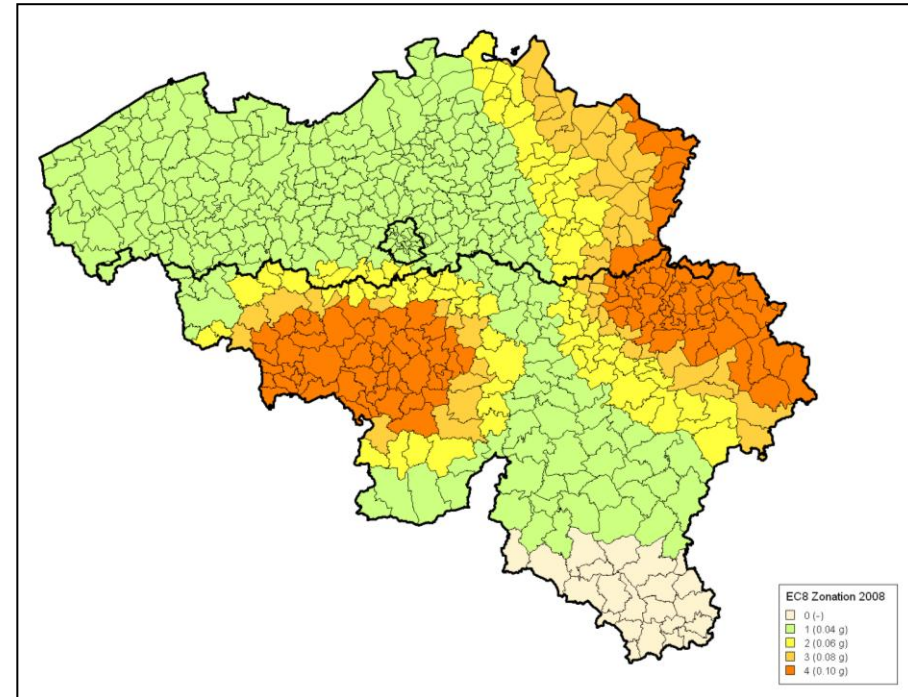 EC8 Zonation 2008
0 (-)
1 (0.04 g)
2 (0.06 g)
3 (0.08 g)
4 (0.10 g)